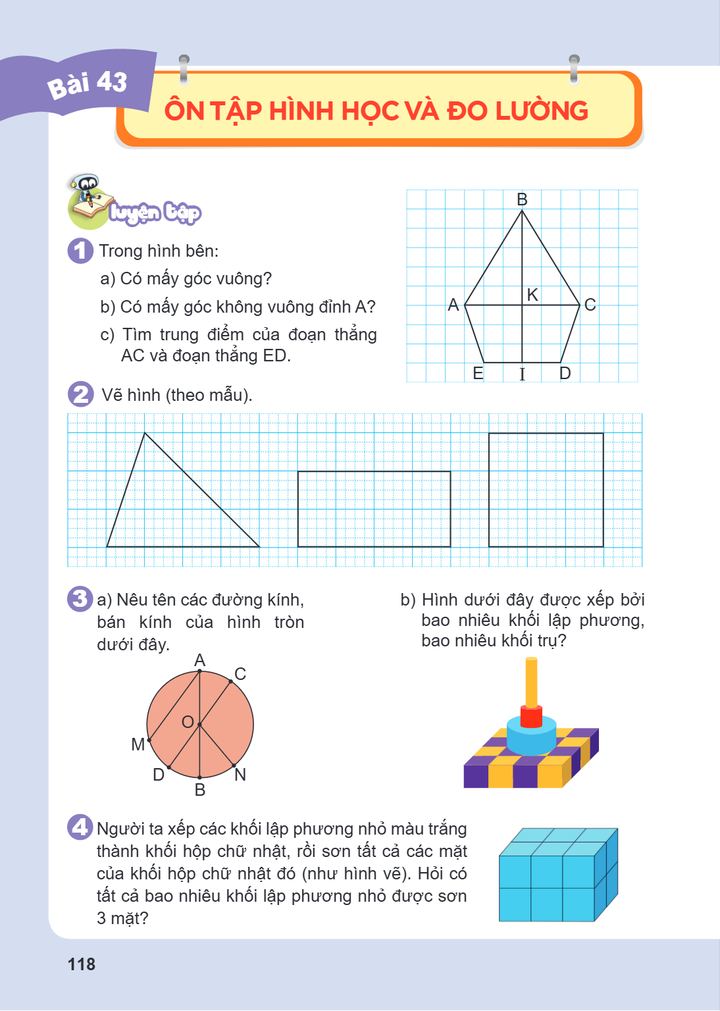 Bài 43
ÔN TẬP HÌNH HỌC VÀ ĐO LƯỜNG
luyện tập
1 Trong hình bên:
a) Có mấy góc vuông?
b) Có mấy góc không vuông đỉnh A?
c) Tìm trung điểm của đoạn thẳng
AC và đoạn thẳng ED.
B
A
K
C
E
I
D
2 Vẽ hình (theo mẫu).
3 a) Nêu tên các đường kính,
bán kính của hình tròn
dưới đây.
A
C
O
M
D
N
B
b) Hình dưới đây được xếp bởi
bao nhiêu khối lập phương,
bao nhiêu khối trụ?
4 Người ta xếp các khối lập phương nhỏ màu trắng
thành khối hộp chữ nhật, rồi sơn tất cả các mặt
của khối hộp chữ nhật đó (như hình vẽ). Hỏi có
tất cả bao nhiêu khối lập phương nhỏ được sơn
3 mặt?
118